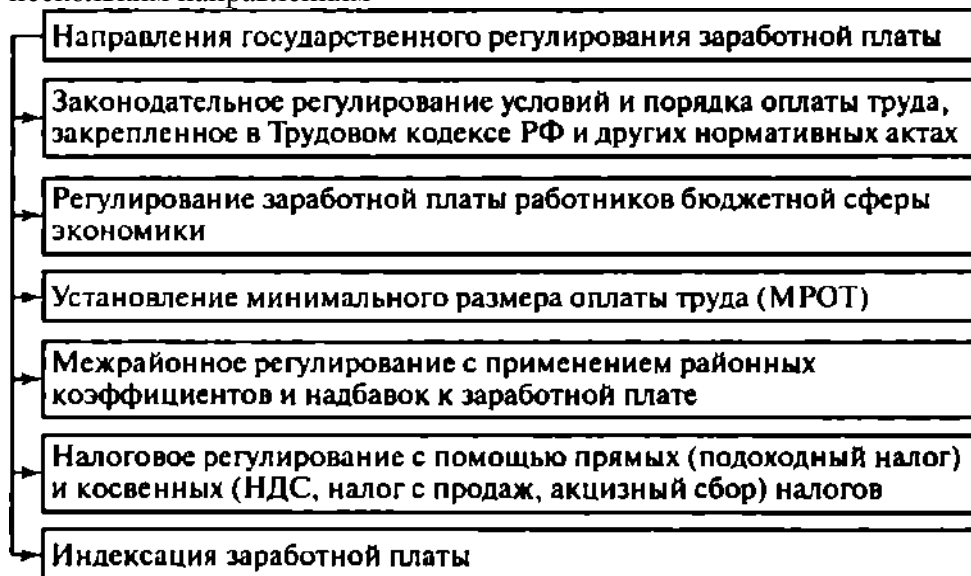 нескольким направлениям
Направления государственного регулирования заработной платы
Законодательное регулирование условий и порядка оплаты труда,
закрепленное в Трудовом кодексе РФ и других нормативных актах
Регулирование заработной платы работников бюджетной сферы
экономики
Установление минимального размера оплаты труда (МРОТ)
Межрайонное регулирование с применением районных
коэффициентов и надбавок к заработной плате
Налоговое регулирование с помощью прямых (подоходный налог)
и косвенных (НДС, налог с продаж, акцизный сбор) налогов
Индексация заработной платы